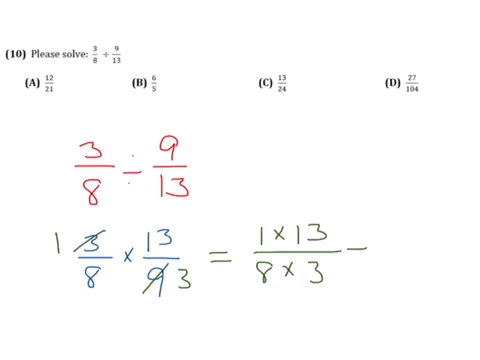 (10) Please solve: 3/8 ÷ 9/13
(A) 12/21 (B) 6/5 (C) 13/24 (D) 27/104
3/8 ÷ 9/13
1 3/8 × 13/9 3 = 1 × 13/8 × 3 –